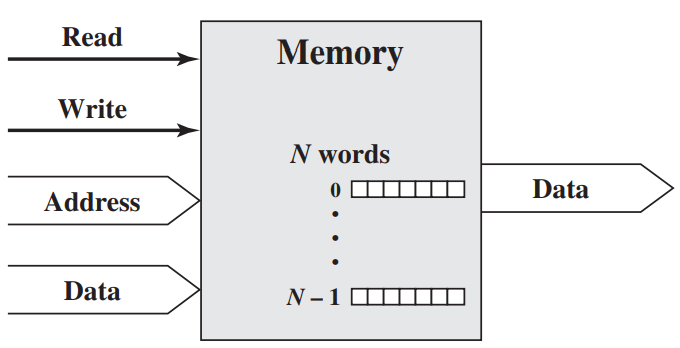 Read
Memory
Write
N words
0
Address
Data
Data
N – 1